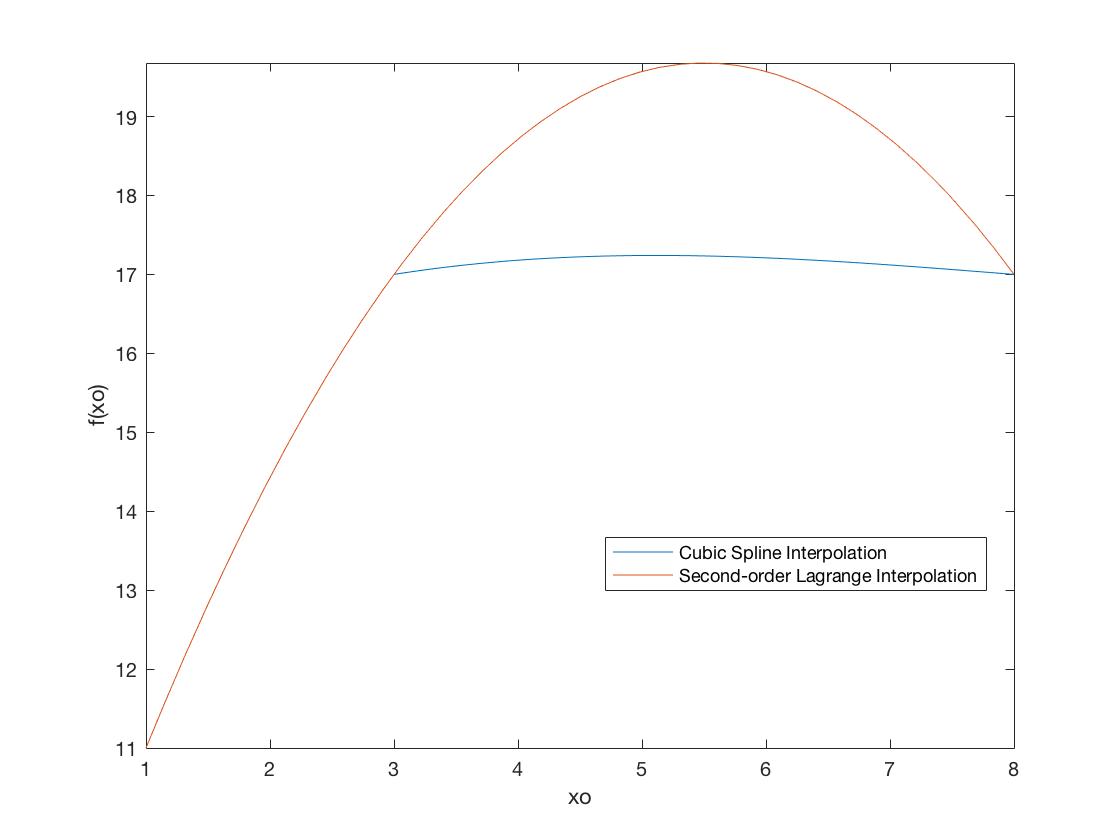 19
18
17
16
15
14
13
12
11
f(xo)
Cubic Spline Interpolation
Second-order Lagrange Interpolation
1 2 3 4 5 6 7 8
xo